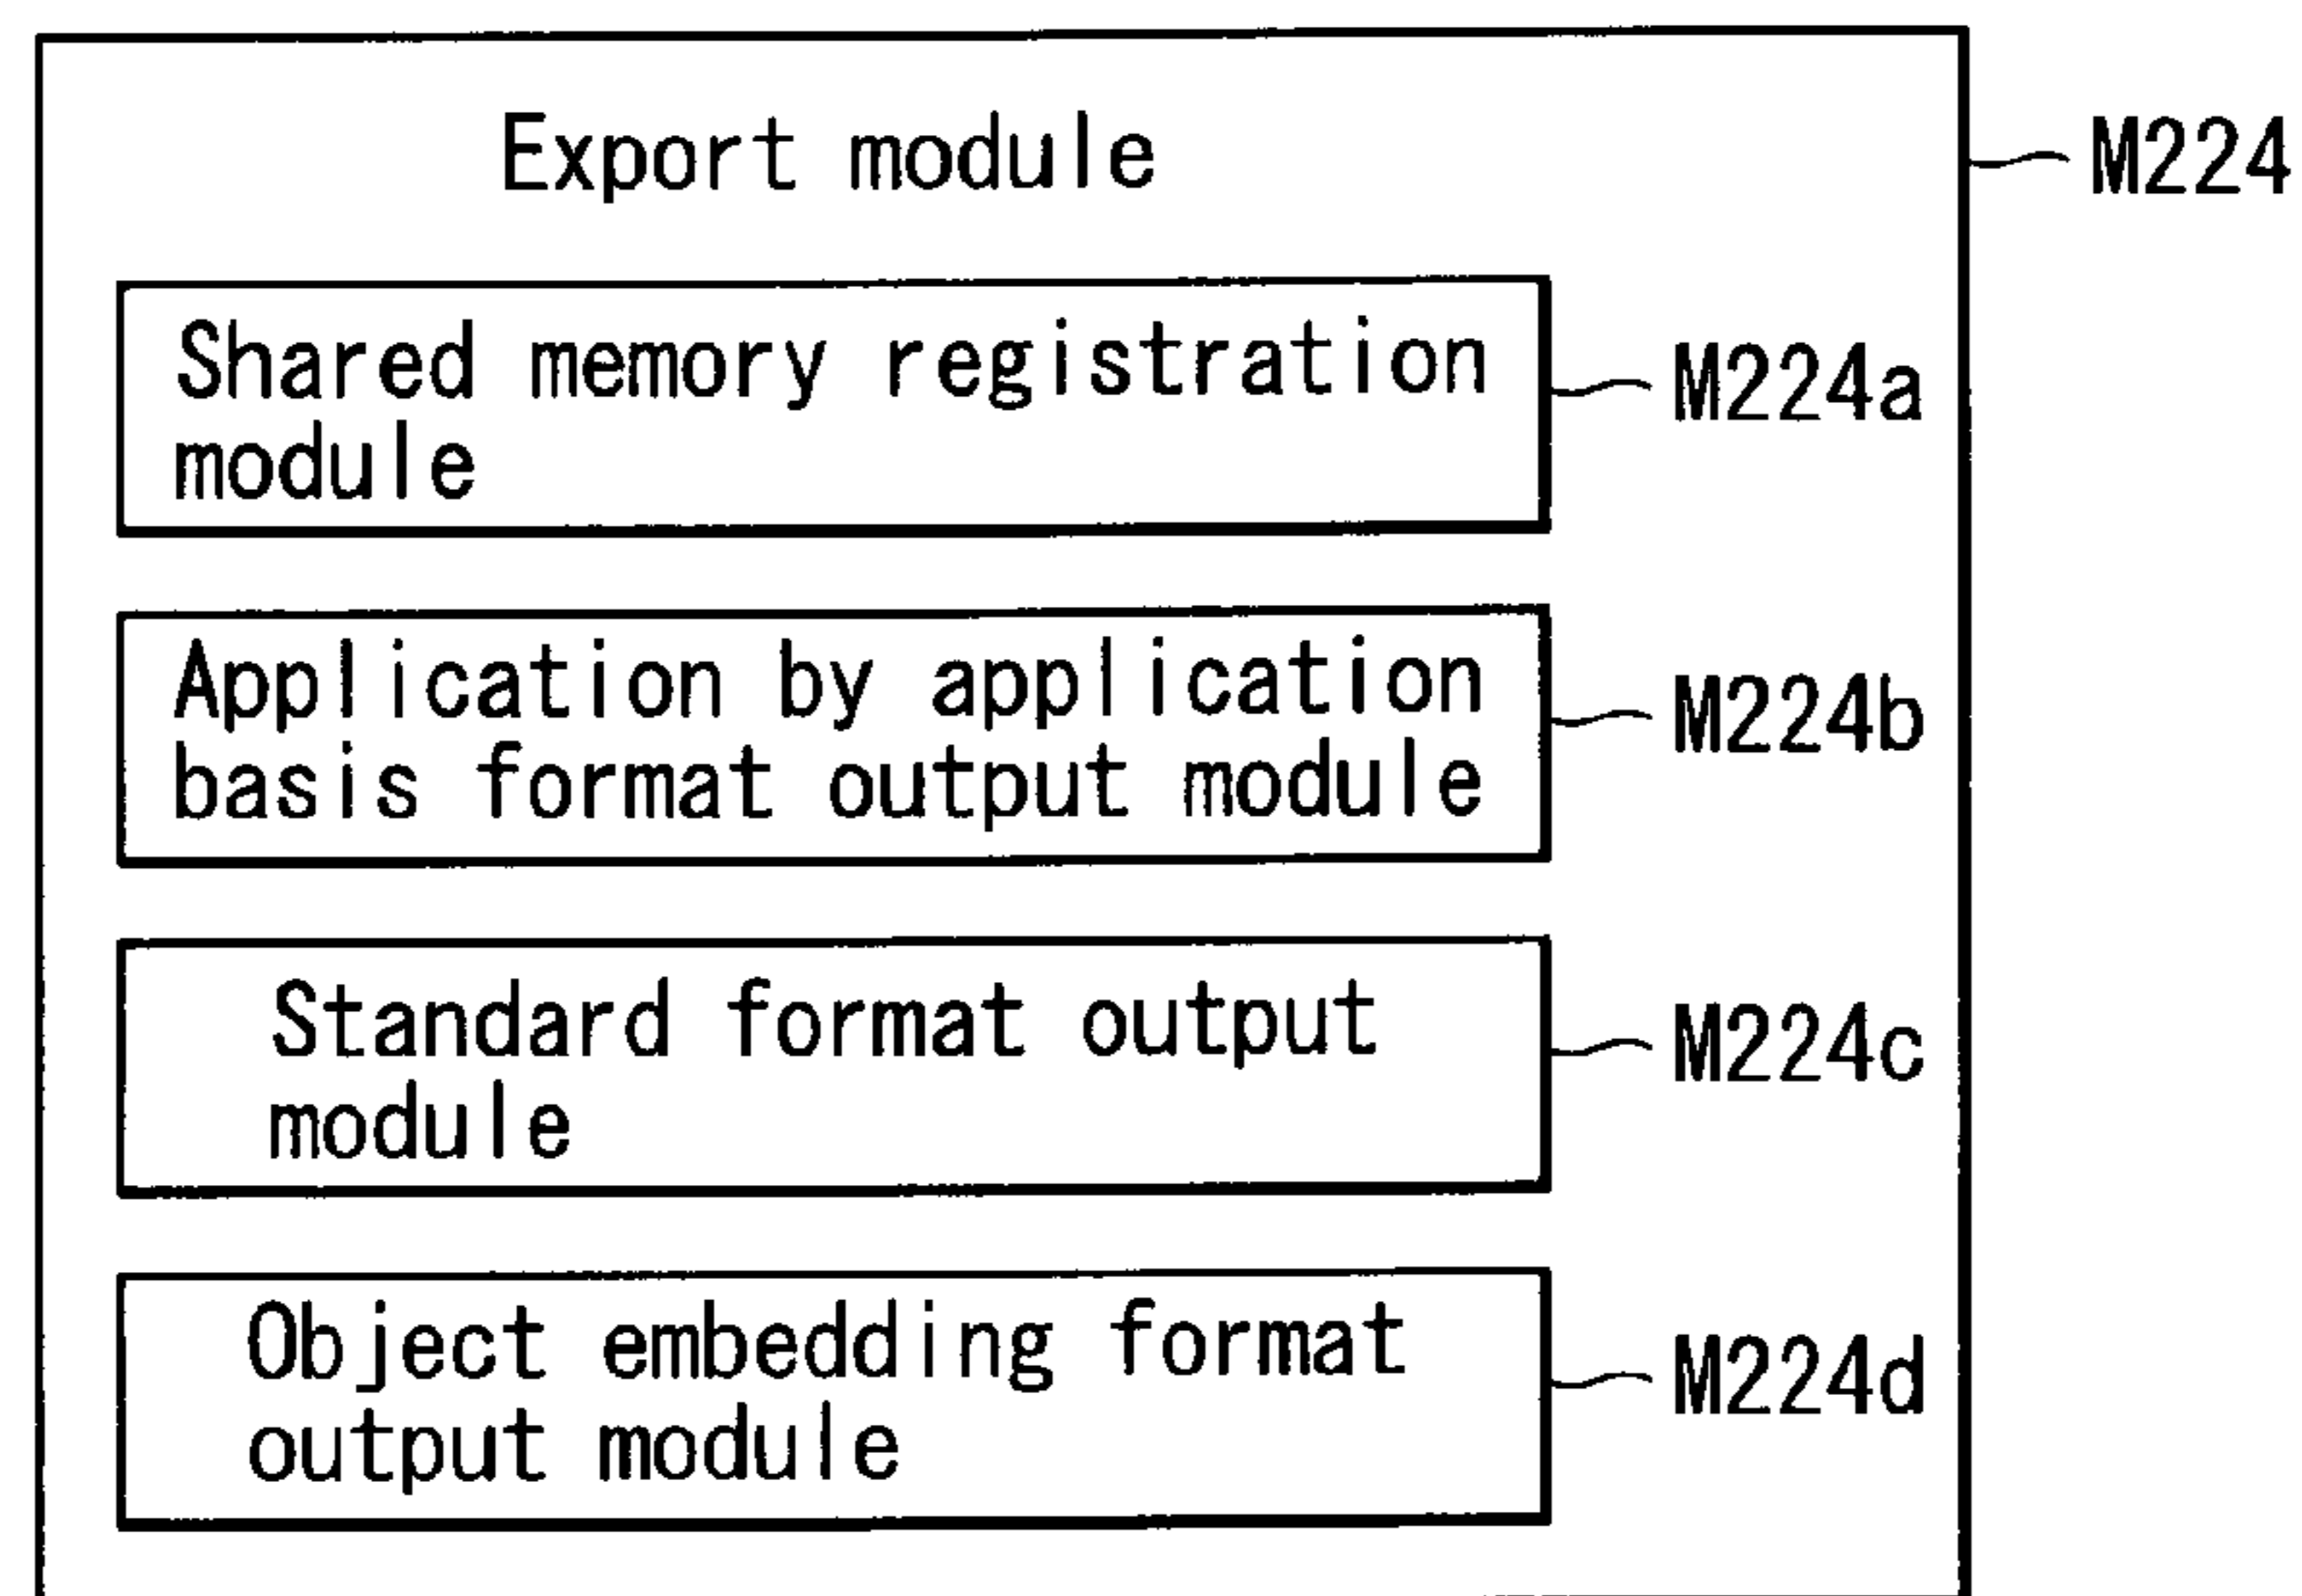 Export module
M224
Shared memory registration
module
M224a
Application by application
basis format output module
M224b
Standard format output
module
M224c
Object embedding format
output module
M224d